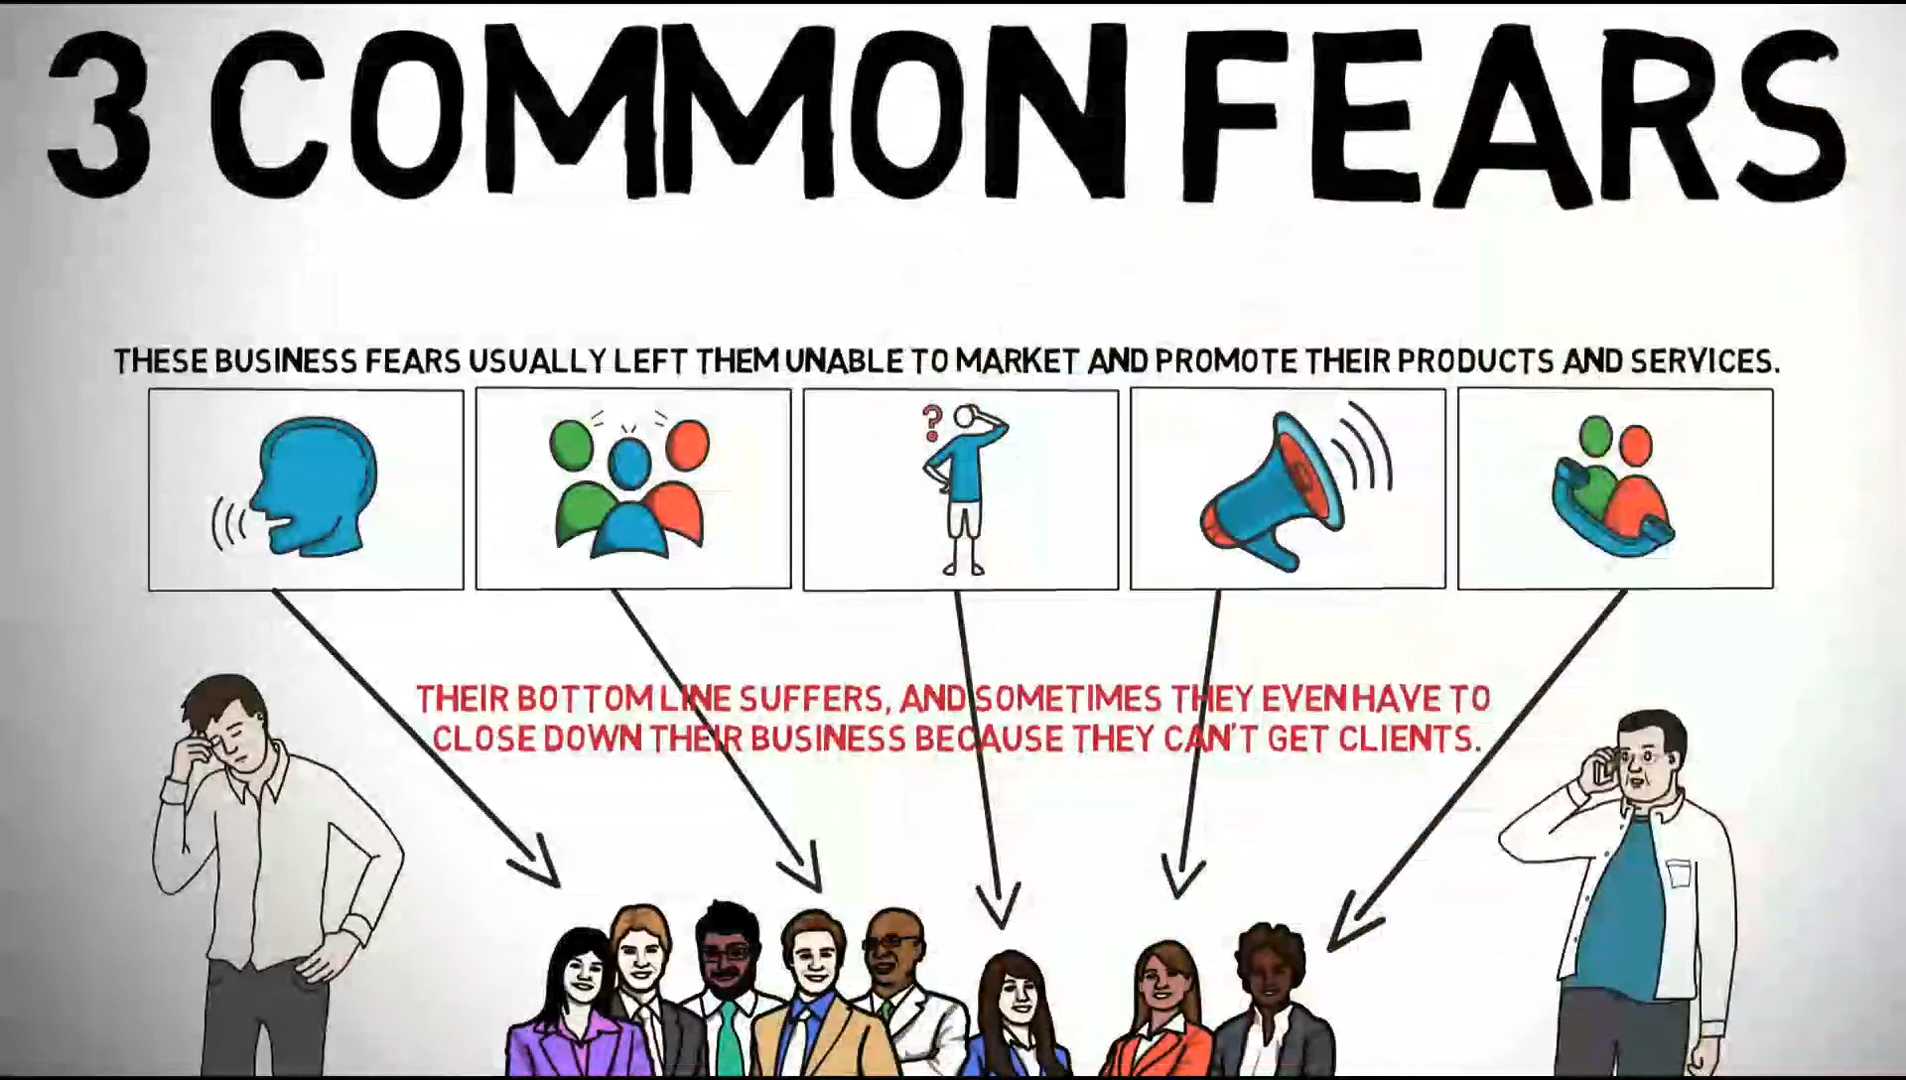 3 COMMON FEARS
THESE BUSINESS FEARS USUALLY LEFT THEM UNABLE TO MARKET AND PROMOTE THEIR PRODUCTS AND SERVICES.
?
THEIR BOTTOM LINE SUFFERS, AND SOMETIMES THEY EVEN HAVE TO
CLOSE DOWN THEIR BUSINESS BECAUSE THEY CAN'T GET CLIENTS.